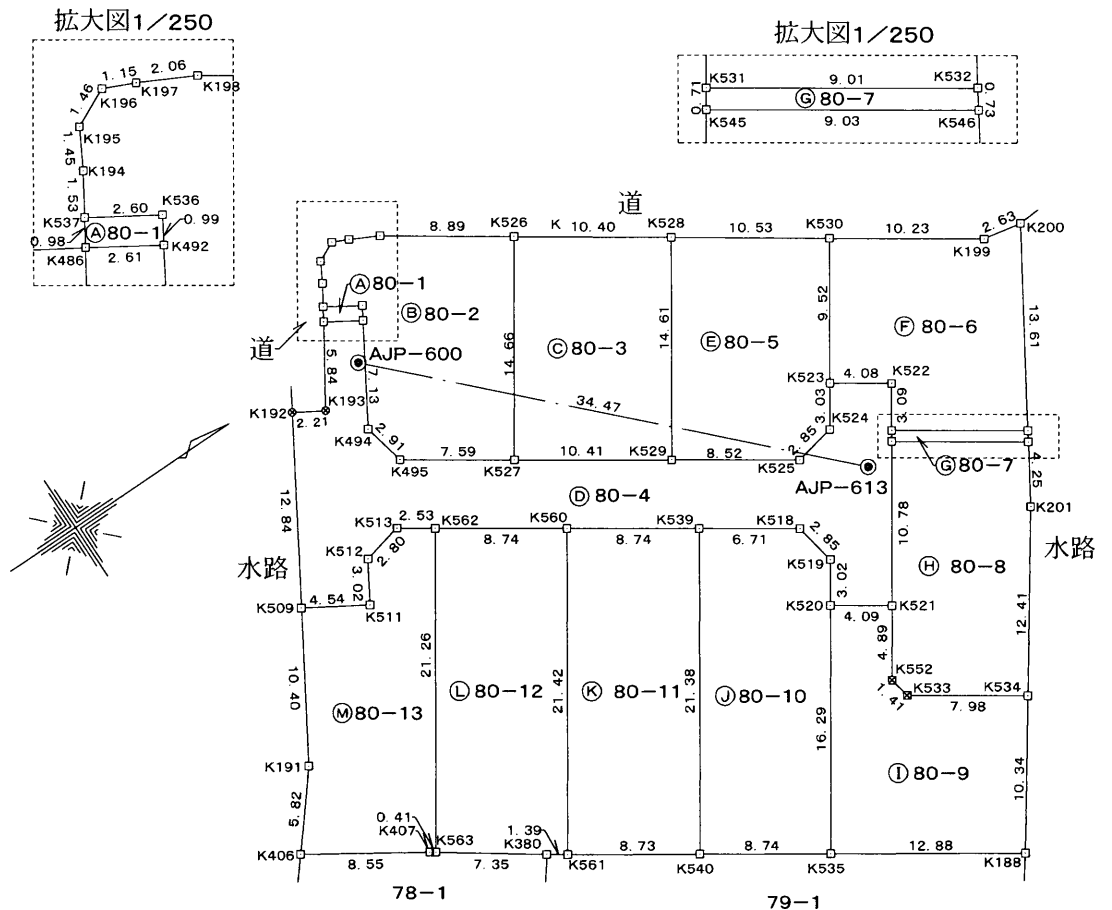 拡大図1/250
1.15
2.06
K196
K197
K198
1.46
K195
1.45
K194
1.53
K537
2.60
K536
0.99
0.98
Ⓐ80-1
K486
2.61
K492
拡大図1/250
K531
9.01
K532
0.71
Ⓖ80-7
0.73
K545
9.03
K546
道
8.89
K526
K
10.40
K528
10.53
K530
10.23
2.63
K200
K199
Ⓐ80-1
Ⓑ80-2
14.66
Ⓒ80-3
14.61
Ⓔ80-5
9.52
Ⓕ80-6
13.61
道
5.84
AJP-600
7.13
34.47
K523
4.08
K522
3.03
3.09
K524
K192
2.21
K193
K494
2.91
K495
7.59
K527
10.41
K529
8.52
K525
2.85
AJP-613
Ⓖ80-7
4.25
K201
水路
12.84
Ⓓ80-4
K513
2.53
K562
8.74
K560
8.74
K539
6.71
K518
2.85
10.78
K512
2.80
K519
水路
3.02
3.02
Ⓗ 80-8
K509
4.54
K511
K520
4.09
K521
12.41
21.26
21.42
21.38
4.89
K552
1.41
K533
7.98
K534
10.40
Ⓜ80-13
Ⓛ80-12
Ⓚ 80-11
Ⓙ80-10
16.29
Ⓘ80-9
10.34
K191
5.82
0.41
K407
K563
1.39
K380
K406
8.55
7.35
K561
8.73
K540
8.74
K535
12.88
K188
78-1
79-1